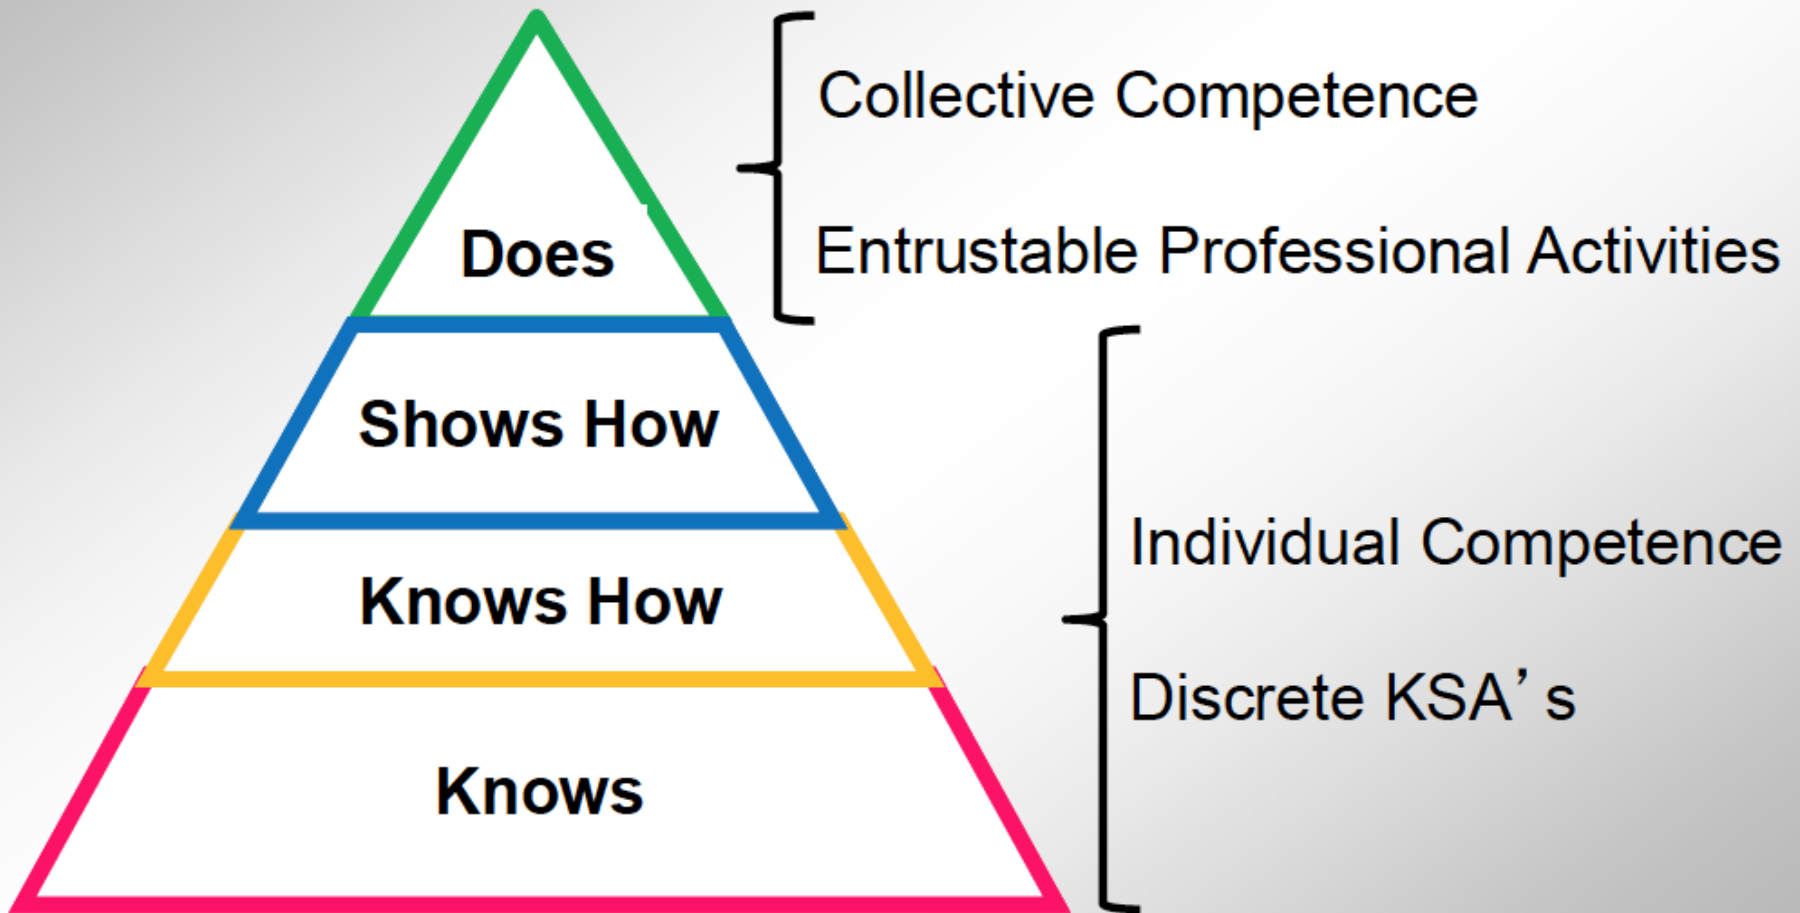 Collective Competence
Entrustable Professional Activities
Does
Shows How
Knows How
Knows
Individual Competence
Discrete KSA’s